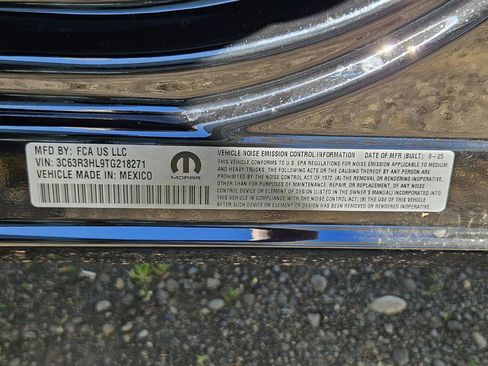 MFD BY: FCA US LLC
VIN: 3C63R3HL9TG218271
VEHICLE MADE IN: MEXICO
MOPAR
VEHICLE NOISE EMISSION CONTROL INFORMATION DATE OF MFR (BUILT): 9-25
THIS VEHICLE CONFORMS TO U.S. EPA REGULATIONS FOR NOISE EMISSION APPLICABLE TO MEDIUM
AND HEAVY TRUCKS. THE FOLLOWING ACTS OR THE CAUSING THEREOF BY ANY PERSON
ARE PROHIBITED BY THE NOISE CONTROL ACT OF 1972: (A) THE REMOVAL OR RENDERING INOPERATIVE,
OTHER THAN FOR PURPOSES OF MAINTENANCE, REPAIR, OR REPLACEMENT, OF ANY NOISE
CONTROL DEVICE OR ELEMENT OF DESIGN (LISTED IN THE OWNER'S MANUAL) INCORPORATED
INTO THIS VEHICLE IN COMPLIANCE WITH THE NOISE CONTROL ACT; (B) THE USE OF THIS VEHICLE
AFTER SUCH DEVICE OR ELEMENT OF DESIGN HAS BEEN REMOVED OR RENDERED INOPERATIVE.